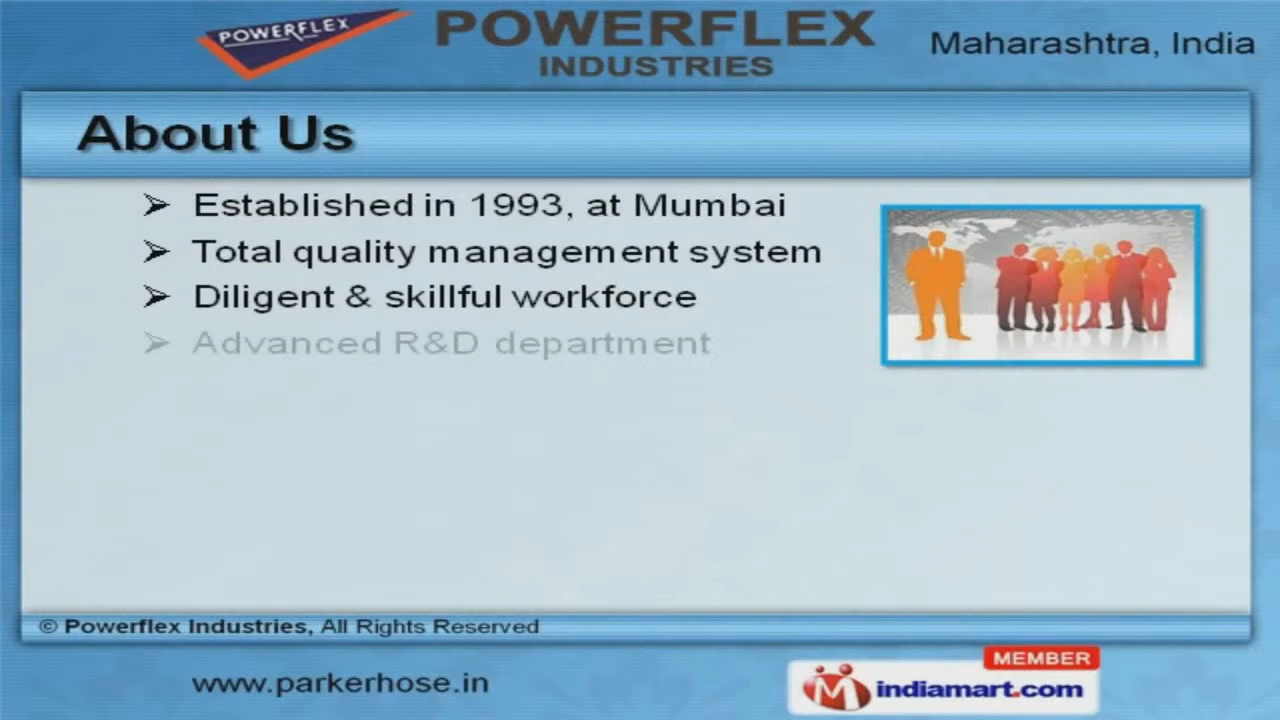 POWERFLEX
POWERFLEX
INDUSTRIES
Maharashtra, India
About Us
➢ Established in 1993, at Mumbai
➢ Total quality management system
➢ Diligent & skillful workforce
➢ Advanced R&D department
© Powerflex Industries, All Rights Reserved
www.parkerhose.in
MEMBER
indiamart.com